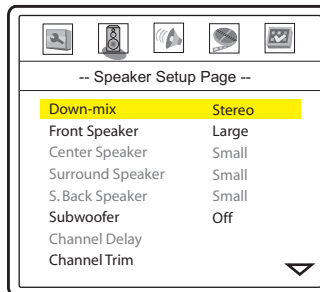 -- Speaker Setup Page --
Down-mix Stereo
Front Speaker Large
Center Speaker Small
Surround Speaker Small
S. Back Speaker Small
Subwoofer Off
Channel Delay
Channel Trim